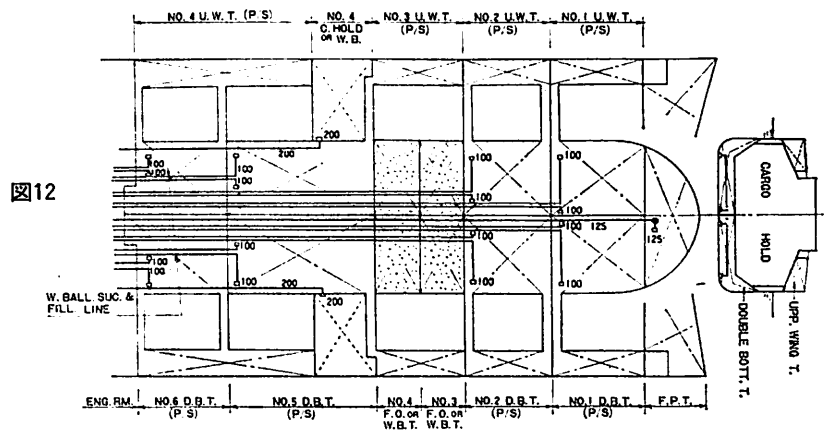 NO.4 U.W.T. (P/S)
NO. 4
C.HOLD
OR W.B.
NO.3 U.W.T.
(P/S)
NO.2 U.W.T.
(P/S)
NO.1 U.W.T.
(P/S)
図12
200
200
100
100
100
100
100
100
100
100
100
125
125
100
100
100
100
100
100
100
200
200
W. BALL. SUC. &
FILL LINE
CARGO HOLD
UPP. WING T.
DOUBLE BOTT. T.
ENG. RM.
NO.6 D.B.T.
(P/S)
NO.5 D.B.T.
(P/S)
NO.4
F.O. OR
W.B.T.
NO.3
F.O. OR
W.B.T.
NO.2 D.B.T.
(P/S)
NO.1 D.B.T.
(P/S)
F.P.T.